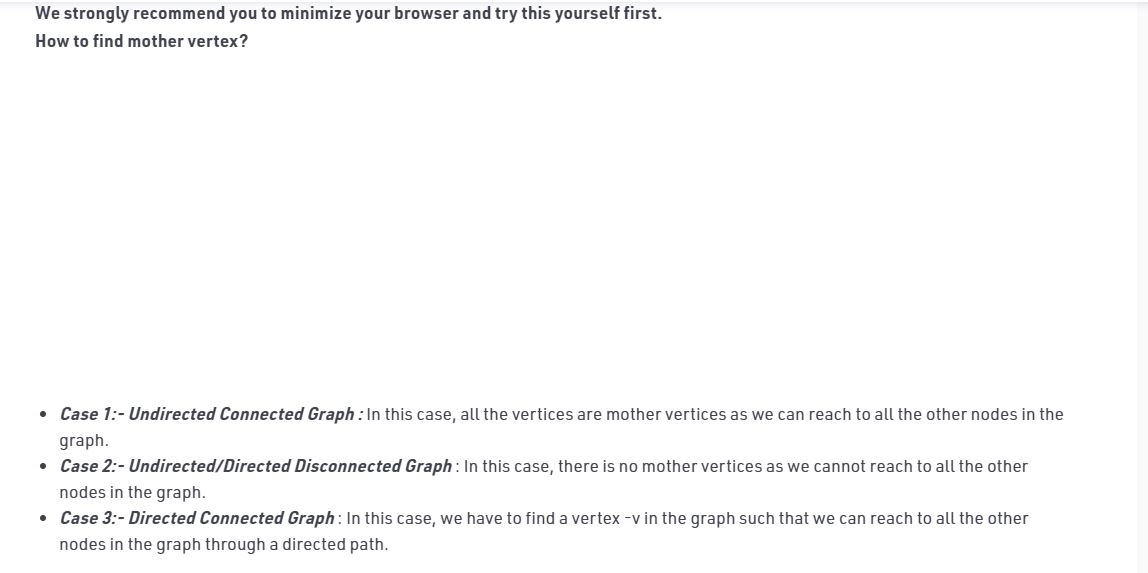 We strongly recommend you to minimize your browser and try this yourself first.
How to find mother vertex?
• Case 1:- Undirected Connected Graph : In this case, all the vertices are mother vertices as we can reach to all the other nodes in the
graph.
• Case 2:- Undirected/Directed Disconnected Graph : In this case, there is no mother vertices as we cannot reach to all the other
nodes in the graph.
• Case 3:- Directed Connected Graph : In this case, we have to find a vertex -v in the graph such that we can reach to all the other
nodes in the graph through a directed path.